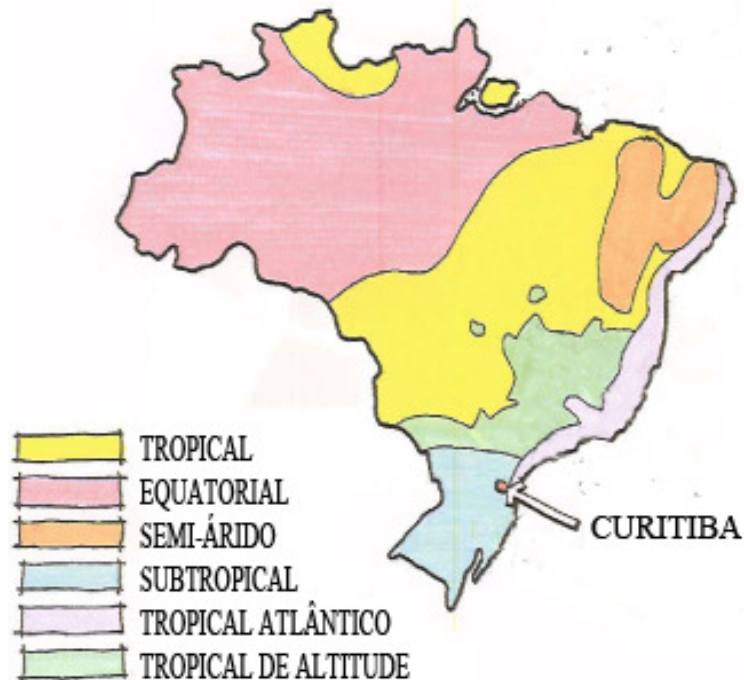 TROPICAL
EQUATORIAL
SEMI-ÁRIDO
SUBTROPICAL
TROPICAL ATLÂNTICO
TROPICAL DE ALTITUDE
CURITIBA